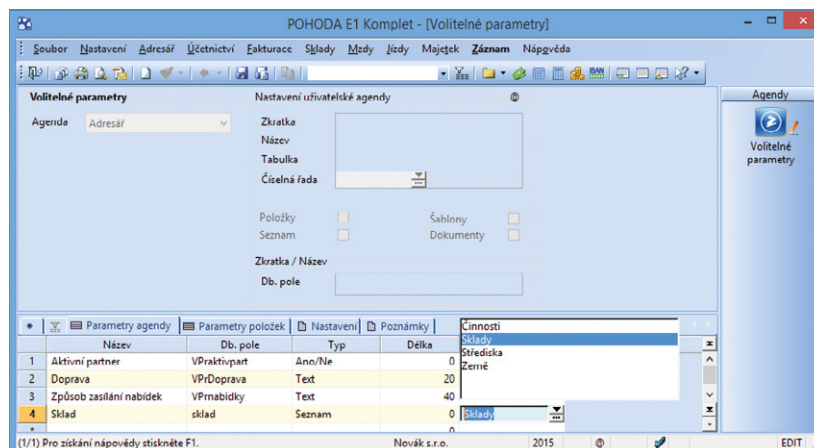 POHODA E1 Komplet - [Volitelné parametry]
Soubor Nastavení Adresář Účetnictví Fakturace Sklady Mzdy Jízdy Majetek Záznam Nápověda
Volitelné parametry
Agenda Adresář
Nastavení uživatelské agendy
Zkratka
Název
Tabulka
Číselná řada
Položky Šablony
Seznam Dokumenty
Zkratka / Název
Db. pole
Agendy
Volitelné
parametry
Parametry agendy Parametry položek Nastavení Poznámky
Název Db. pole Typ Délka
1 Aktivní partner VPraktivpart Ano/Ne 0
2 Doprava VPrDoprava Text 20
3 Způsob zasílání nabídek VPrnabidky Text 40
4 Sklad sklad Seznam 0 Sklady
* 0
Činnosti
Sklady
Střediska
Země
(1/1) Pro získání nápovědy stiskněte F1. Novák s.r.o. 2015 @ EDIT